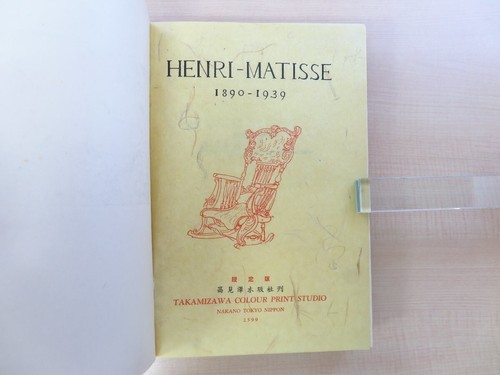 HENRI-MATISSE
1890-1939
限定版
高見澤木版社刊
TAKAMIZAWA COLOUR PRINT STUDIO
NAKANO TOKYO NIPPON
2599